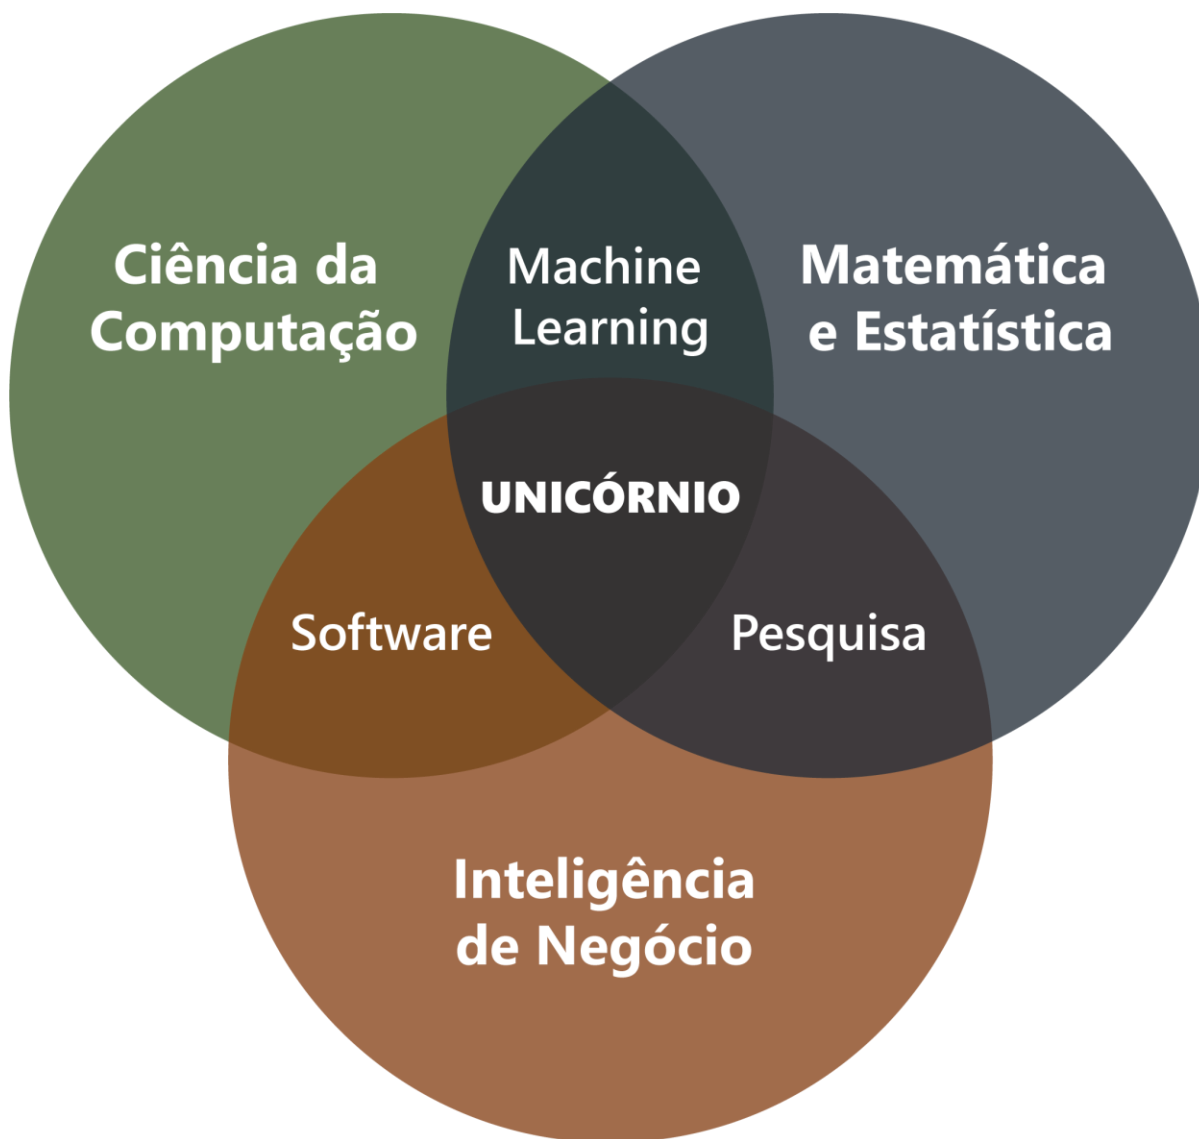 Ciência da
Computação
Machine
Learning
Matemática
e Estatística
UNICÓRNIO
Software
Pesquisa
Inteligência
de Negócio